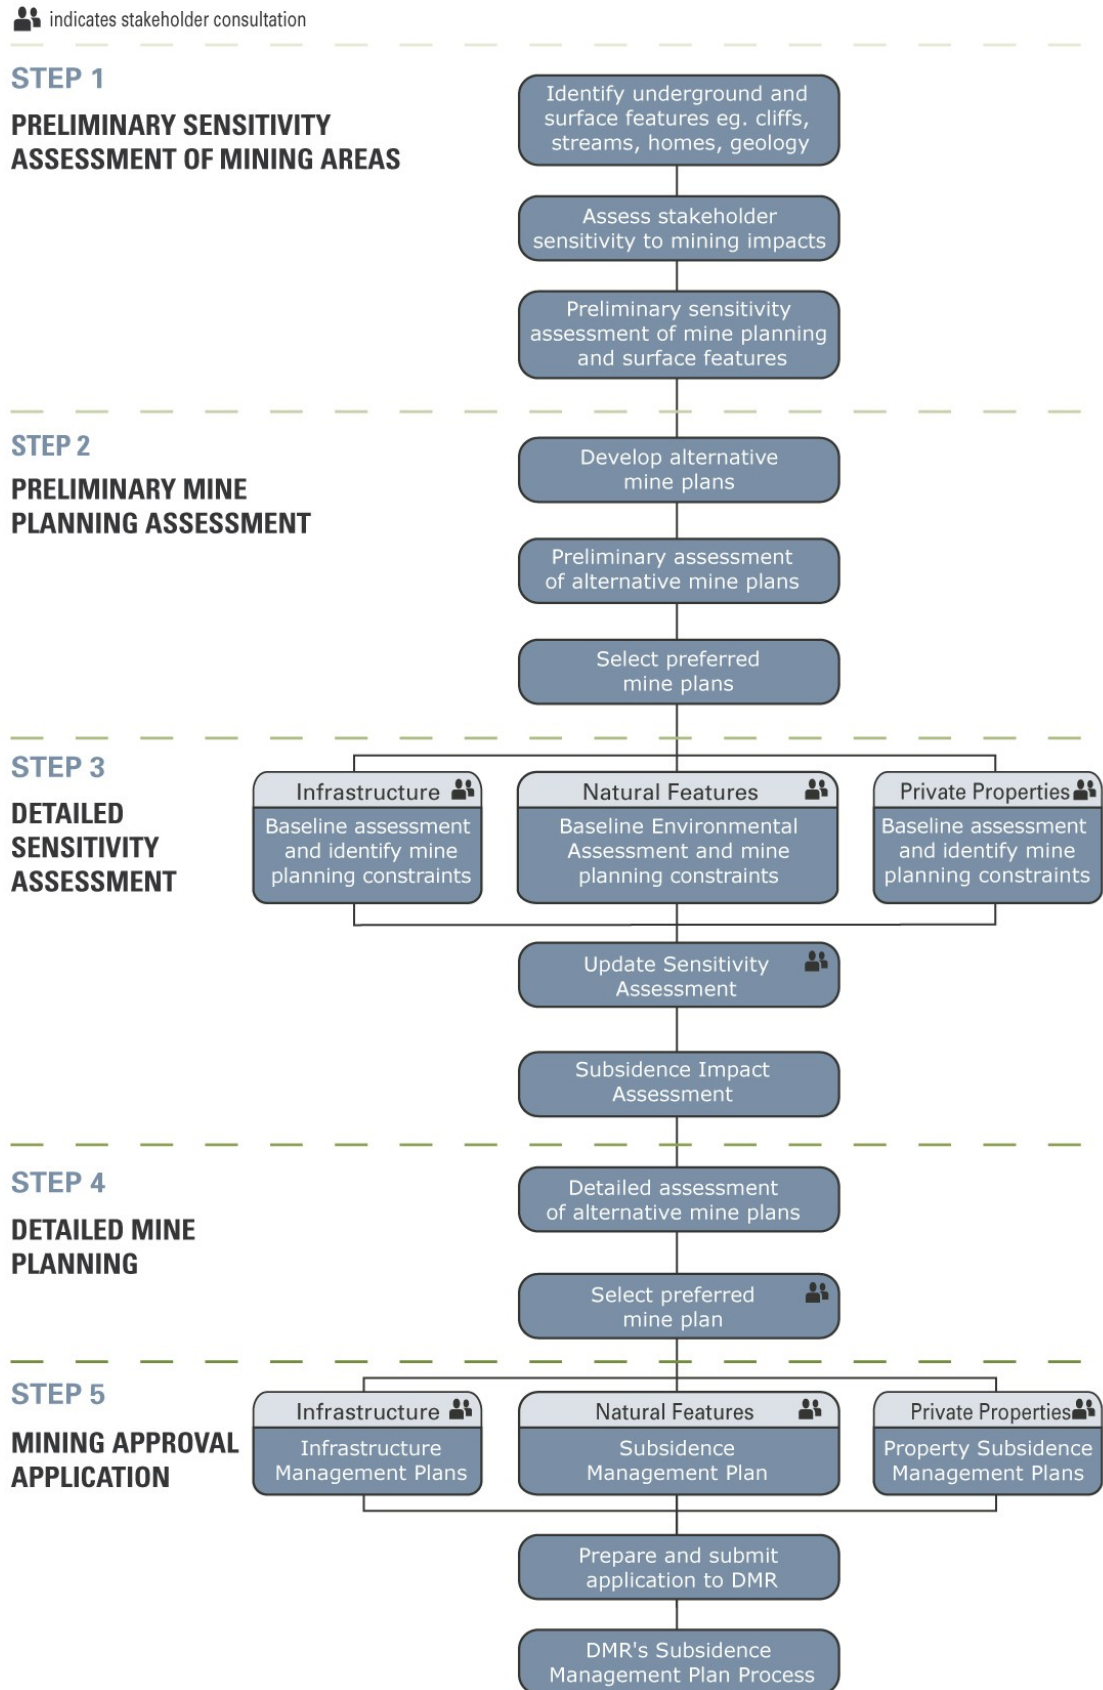 indicates stakeholder consultation
STEP 1
PRELIMINARY SENSITIVITY
ASSESSMENT OF MINING AREAS
Identify underground and
surface features eg. cliffs,
streams, homes, geology
Assess stakeholder
sensitivity to mining impacts
Preliminary sensitivity
assessment of mine planning
and surface features
STEP 2
PRELIMINARY MINE
PLANNING ASSESSMENT
Develop alternative
mine plans
Preliminary assessment
of alternative mine plans
Select preferred
mine plans
STEP 3
DETAILED
SENSITIVITY
ASSESSMENT
Infrastructure
Baseline assessment
and identify mine
planning constraints
Natural Features
Baseline Environmental
Assessment and mine
planning constraints
Private Properties
Baseline assessment
and identify mine
planning constraints
Update Sensitivity
Assessment
Subsidence Impact
Assessment
STEP 4
DETAILED MINE
PLANNING
Detailed assessment
of alternative mine plans
Select preferred
mine plan
STEP 5
MINING APPROVAL
APPLICATION
Infrastructure
Infrastructure
Management Plans
Natural Features
Subsidence
Management Plan
Private Properties
Property Subsidence
Management Plans
Prepare and submit
application to DMR
DMR's Subsidence
Management Plan Process